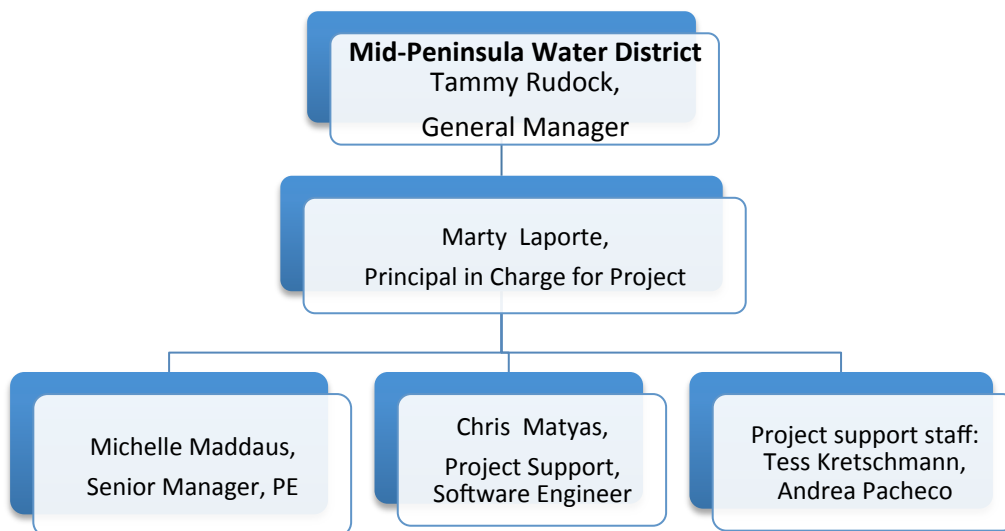 Mid-Peninsula Water District
Tammy Rudock,
General Manager
Marty Laporte,
Principal in Charge for Project
Michelle Maddaus,
Senior Manager, PE
Chris Matyas,
Project Support,
Software Engineer
Project support staff:
Tess Kretschmann,
Andrea Pacheco